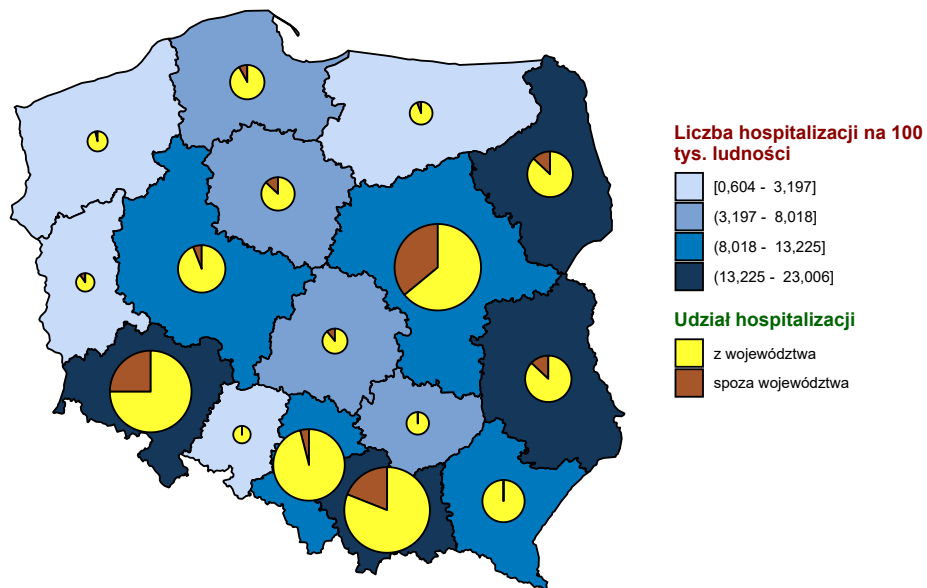 Liczba hospitalizacji na 100
tys. ludności
[0,604 - 3,197]
(3,197 - 8,018]
(8,018 - 13,225]
(13,225 - 23,006]
Udział hospitalizacji
z województwa
spoza województwa